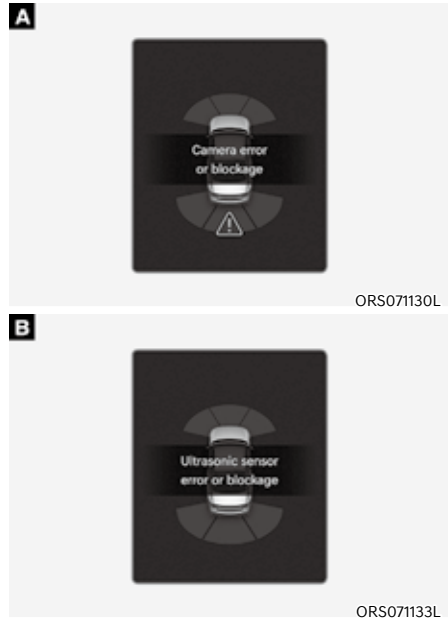 A
Camera error
or blockage
ORS071130L
B
Ultrasonic sensor
error or blockage
ORS071133L